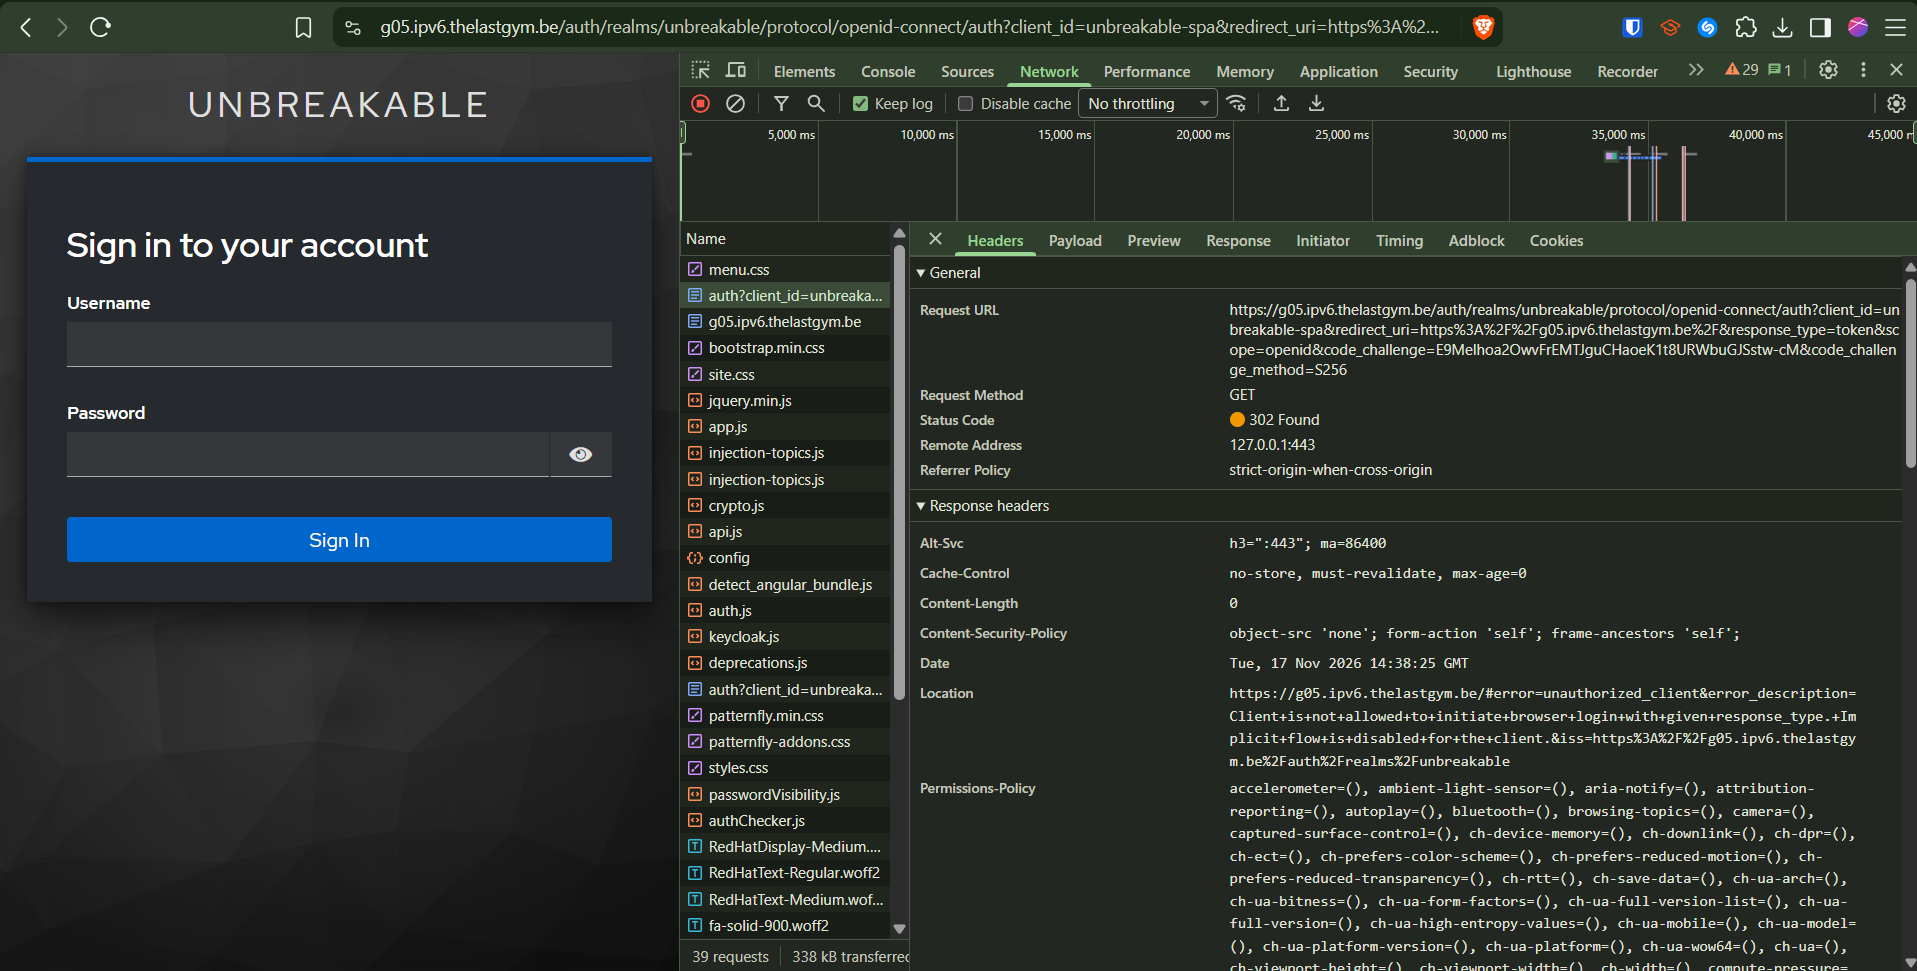 g05.ipv6.thelastgym.be/auth/realms/unbreakable/protocol/openid-connect/auth?client_id=unbreakable-spa&redirect_uri=https%3A%2...
UNBREAKABLE
Sign in to your account
Username
Password
Sign In
Elements Console Sources Network Performance Memory Application Security Lighthouse Recorder 29 1
Keep log Disable cache No throttling
5,000 ms 10,000 ms 15,000 ms 20,000 ms 25,000 ms 30,000 ms 35,000 ms 40,000 ms 45,000 m
Name
menu.css
auth?client_id=unbreaka...
g05.ipv6.thelastgym.be
bootstrap.min.css
site.css
jquery.min.js
app.js
injection-topics.js
injection-topics.js
crypto.js
api.js
config
detect_angular_bundle.js
auth.js
keycloak.js
deprecations.js
auth?client_id=unbreaka...
patternfly.min.css
patternfly-addons.css
styles.css
passwordVisibility.js
authChecker.js
RedHatDisplay-Medium....
RedHatText-Regular.woff2
RedHatText-Medium.wof...
fa-solid-900.woff2
39 requests 338 kB transferred
Headers Payload Preview Response Initiator Timing Adblock Cookies
General
Request URL
https://g05.ipv6.thelastgym.be/auth/realms/unbreakable/protocol/openid-connect/auth?client_id=un
breakable-spa&redirect_uri=https%3A%2F%2Fg05.ipv6.thelastgym.be%2F&response_type=token&sc
ope=openid&code_challenge=E9Melhoa2OwvFrEMTJguCHaoeK1t8URWbuGJSstw-cM&code_challen
ge_method=S256
Request Method GET
Status Code 302 Found
Remote Address 127.0.0.1:443
Referrer Policy strict-origin-when-cross-origin
Response headers
Alt-Svc h3=":443"; ma=86400
Cache-Control no-store, must-revalidate, max-age=0
Content-Length 0
Content-Security-Policy object-src 'none'; form-action 'self'; frame-ancestors 'self';
Date Tue, 17 Nov 2026 14:38:25 GMT
Location https://g05.ipv6.thelastgym.be/#error=unauthorized_client&error_description=
Client+is+not+allowed+to+initiate+browser+login+with+given+response_type.+Im
plicit+flow+is+disabled+for+the+client.&iss=https%3A%2F%2Fg05.ipv6.thelastgy
m.be%2Fauth%2Frealms%2Funbreakable
Permissions-Policy accelerometer=(), ambient-light-sensor=(), aria-notify=(), attribution-
reporting=(), autoplay=(), bluetooth=(), browsing-topics=(), camera=(),
captured-surface-control=(), ch-device-memory=(), ch-downlink=(), ch-dpr=(),
ch-ect=(), ch-prefers-color-scheme=(), ch-prefers-reduced-motion=(), ch-
prefers-reduced-transparency=(), ch-rtt=(), ch-save-data=(), ch-ua-arch=(),
ch-ua-bitness=(), ch-ua-form-factors=(), ch-ua-full-version-list=(), ch-ua-
full-version=(), ch-ua-high-entropy-values=(), ch-ua-mobile=(), ch-ua-model=
(), ch-ua-platform-version=(), ch-ua-platform=(), ch-ua-wow64=(), ch-ua=(),
ch-viewport-height=(), ch-viewport-width=(), ch-width=(), compute-pressure=